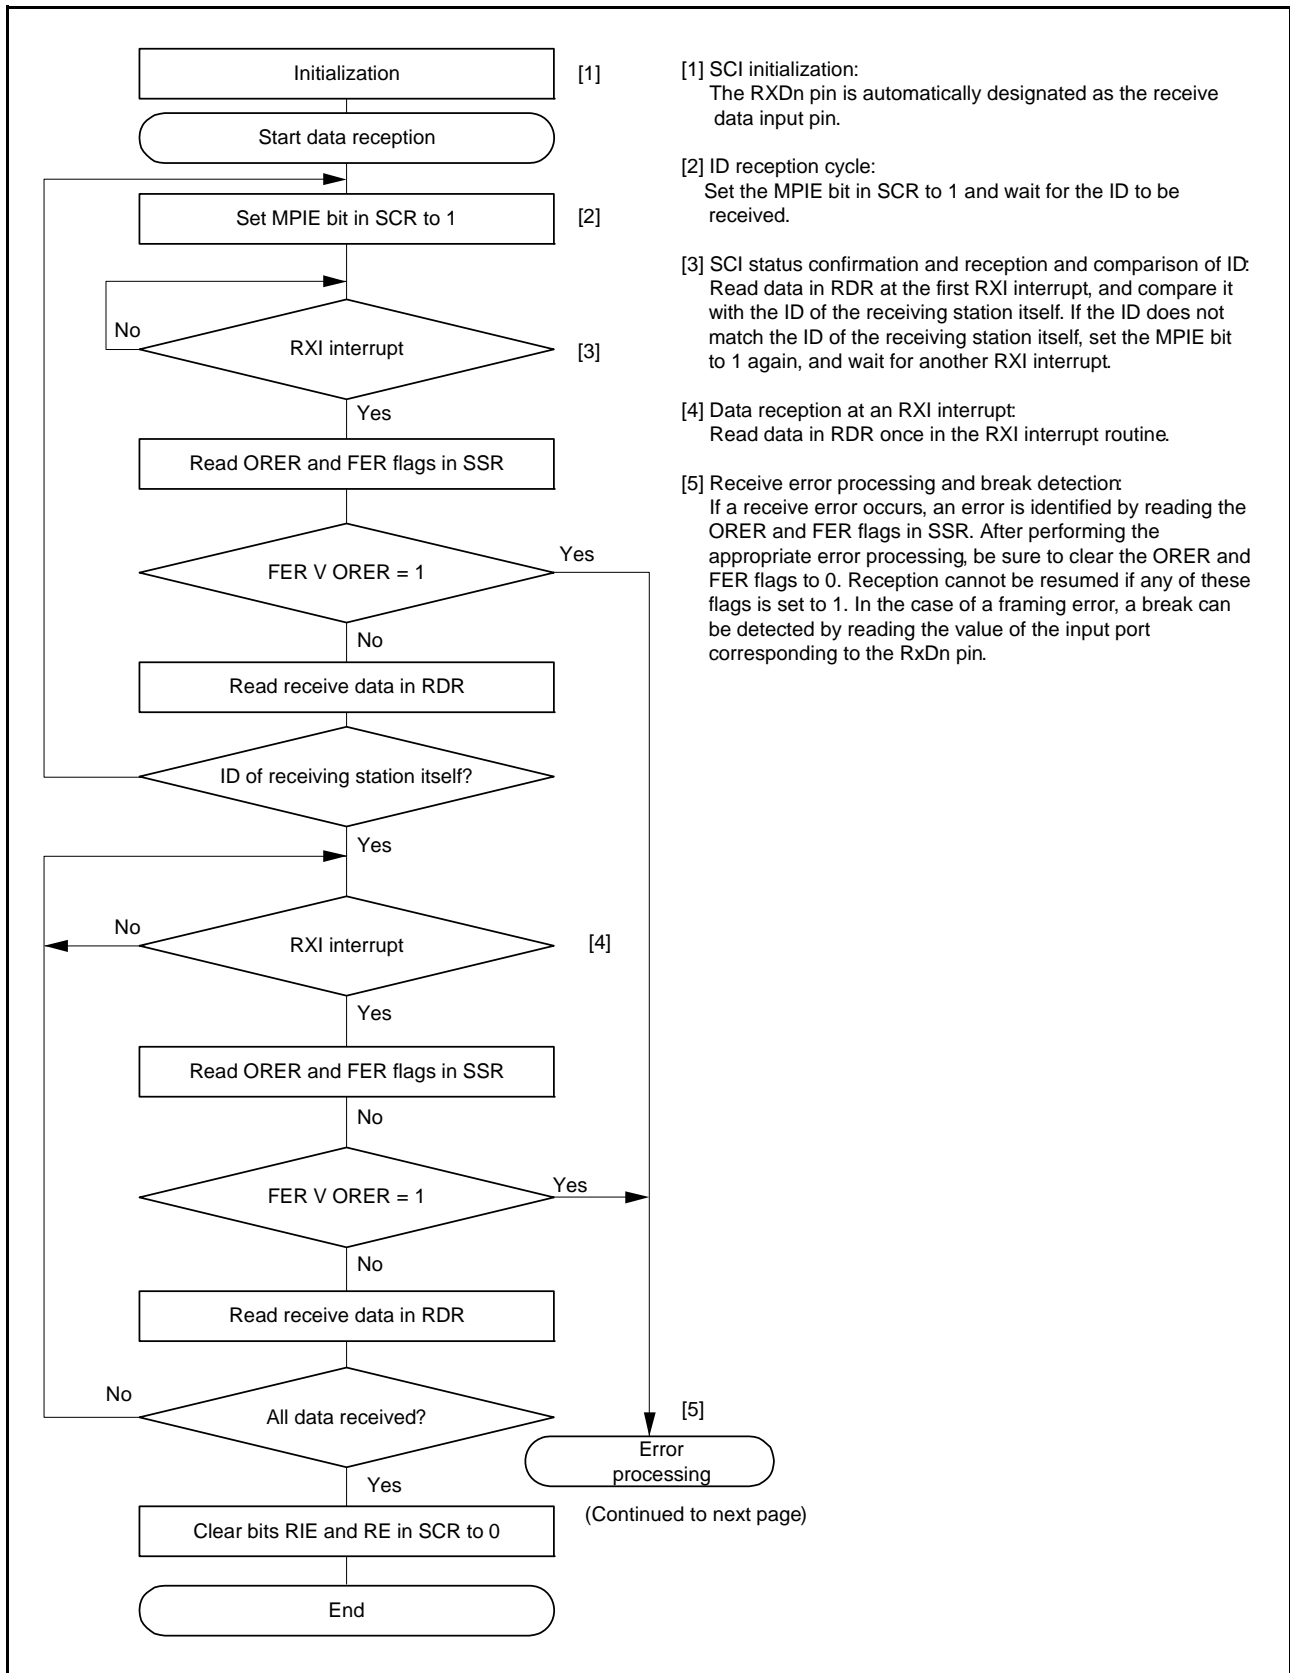 Initialization
[1]
Start data reception
Set MPIE bit in SCR to 1
[2]
No
RXI interrupt
[3]
Yes
Read ORER and FER flags in SSR
Yes
FER V ORER = 1
No
Read receive data in RDR
ID of receiving station itself?
Yes
No
RXI interrupt
[4]
Yes
Read ORER and FER flags in SSR
No
FER V ORER = 1
Yes
No
Read receive data in RDR
No
All data received?
[5]
Error
processing
Yes
(Continued to next page)
Clear bits RIE and RE in SCR to 0
End
[1] SCI initialization:
The RXDn pin is automatically designated as the receive
data input pin.
[2] ID reception cycle:
Set the MPIE bit in SCR to 1 and wait for the ID to be
received.
[3] SCI status confirmation and reception and comparison of ID:
Read data in RDR at the first RXI interrupt, and compare it
with the ID of the receiving station itself. If the ID does not
match the ID of the receiving station itself, set the MPIE bit
to 1 again, and wait for another RXI interrupt.
[4] Data reception at an RXI interrupt:
Read data in RDR once in the RXI interrupt routine.
[5] Receive error processing and break detection:
If a receive error occurs, an error is identified by reading the
ORER and FER flags in SSR. After performing the
appropriate error processing, be sure to clear the ORER and
FER flags to 0. Reception cannot be resumed if any of these
flags is set to 1. In the case of a framing error, a break can
be detected by reading the value of the input port
corresponding to the RxDn pin.